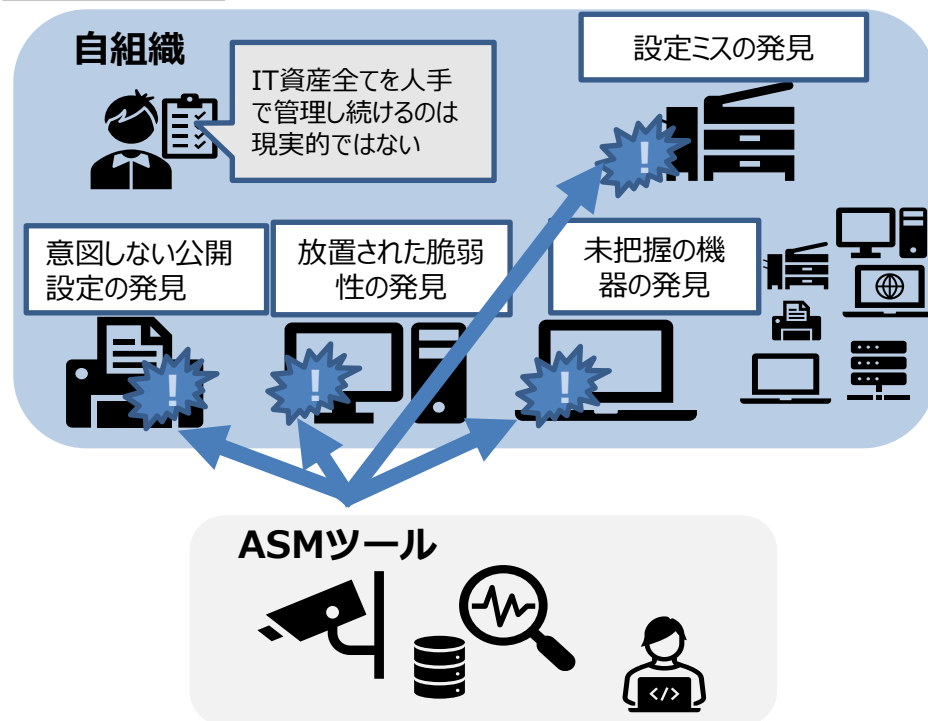 自組織
設定ミスの発見
IT資産全てを人手
で管理し続けるのは
現実的ではない
意図しない公開
設定の発見
放置された脆弱
性の発見
未把握の機
器の発見
!
!
!
!
ASMツール
</>